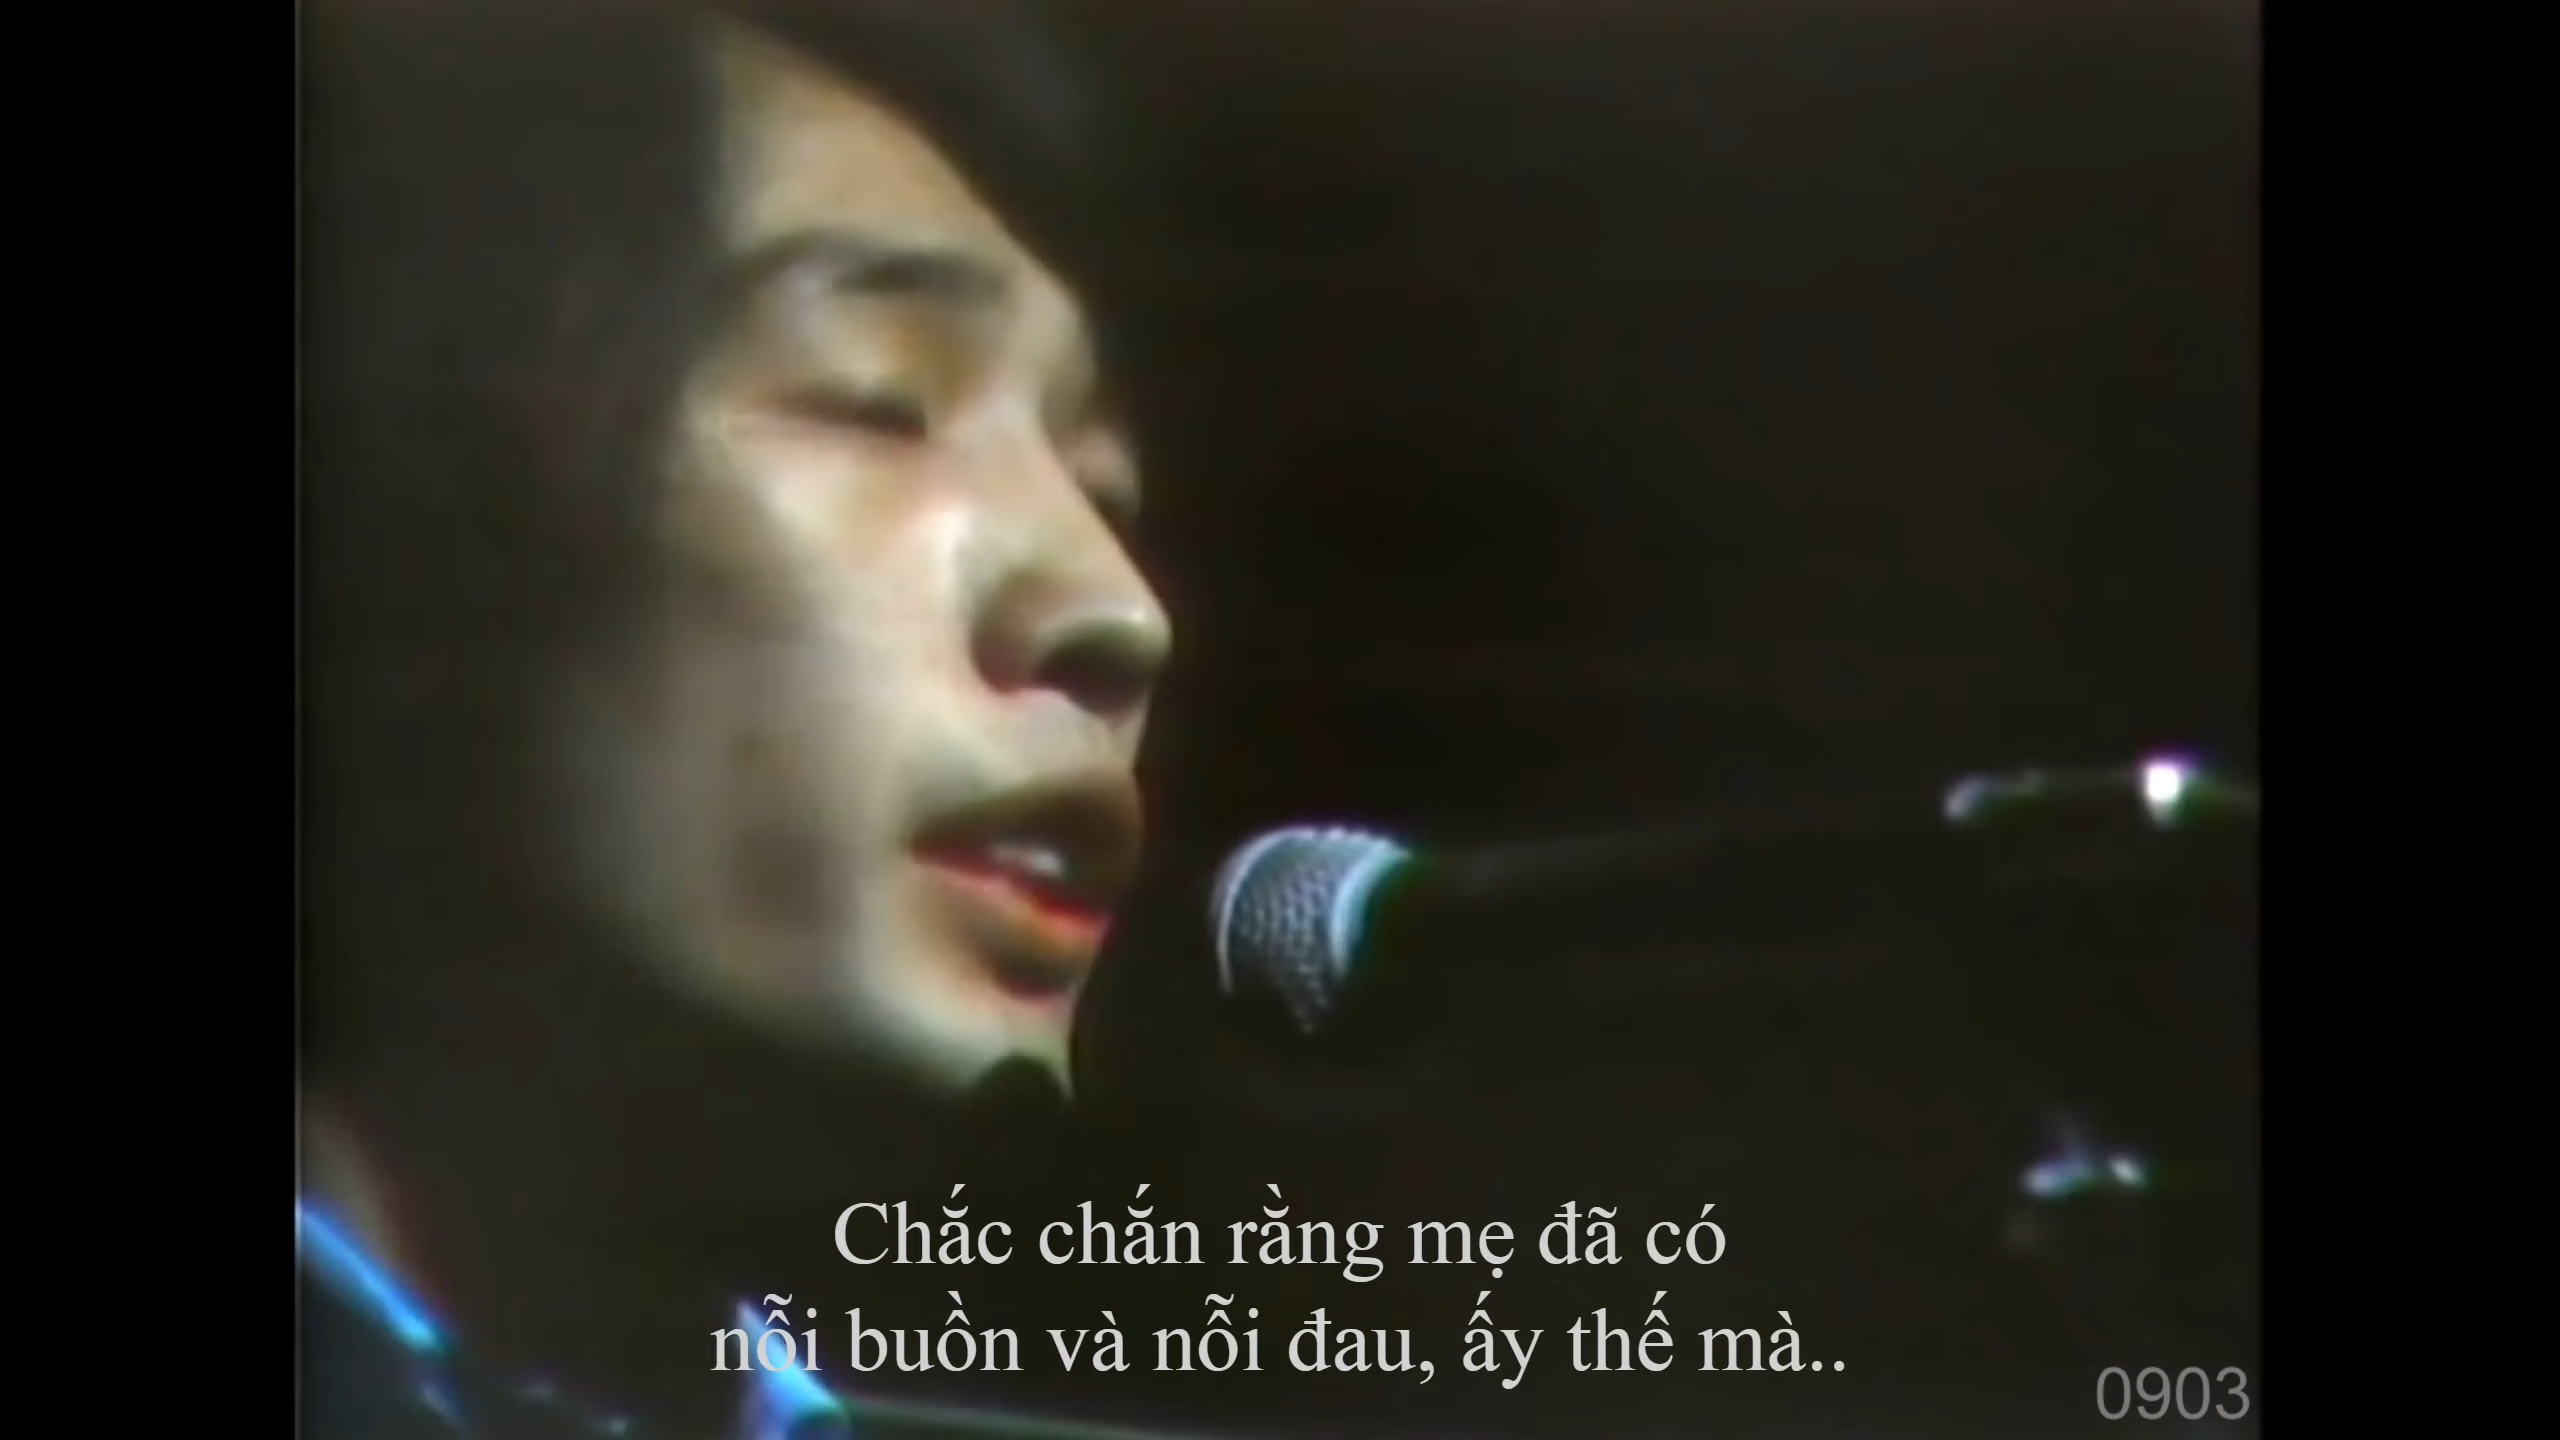 Chắc chắn rằng mẹ đã có
nỗi buồn và nỗi đau, ấy thế mà..
0903